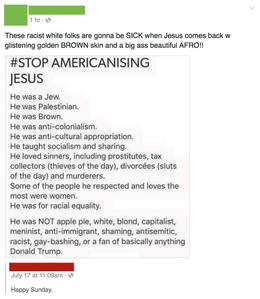 1 hr ·
These racist white folks are gonna be SICK when Jesus comes back w
glistening golden BROWN skin and a big ass beautiful AFRO!!
#STOP AMERICANISING
JESUS
He was a Jew.
He was Palestinian.
He was Brown.
He was anti-colonialism.
He was anti-cultural appropriation.
He taught socialism and sharing.
He loved sinners, including prostitutes, tax
collectors (thieves of the day), divorcées (sluts
of the day) and murderers.
Some of the people he respected and loves the
most were women.
He was for racial equality.
He was NOT apple pie, white, blond, capitalist,
meninist, anti-immigrant, shaming, antisemitic,
racist, gay-bashing, or a fan of basically anything
Donald Trump.
July 17 at 11:09am ·
Happy Sunday.